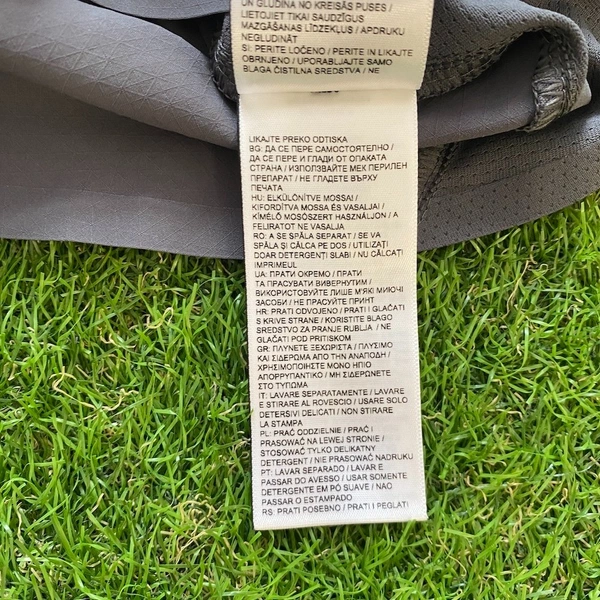 UN GLUDINA NO KREISĀS PUSES /
LIETOJIET TIKAI SAUDZĪGUS
MAZGĀŠANAS LĪDZEKĻUS / APDRUKU
NEGLUDINĀT
SI: PERITE LOČENO / PERITE IN LIKAJTE
OBRNJENO / UPORABLJAJTE SAMO
BLAGA ČISTILNA SREDSTVA / NE
LIKAJTE PREKO ODTISKA
BG: ДА СЕ ПЕРЕ САМОСТОЯТЕЛНО /
ДА СЕ ПЕРЕ И ГЛАДИ ОТ ОПАКАТА
СТРАНА / ИЗПОЛЗВАЙТЕ МЕК ПЕРИЛЕН
ПРЕПАРАТ / НЕ ГЛАДЕТЕ ВЪРХУ
ПЕЧАТА
HU: ELKÜLÖNÍTVE MOSSA! /
KIFORDÍTVA MOSSA ÉS VASALJA! /
KÍMÉLŐ MOSÓSZERT HASZNÁLJON / A
FELIRATOT NE VASALJA
RO: A SE SPĂLA SEPARAT / SE VA
SPĂLA ŞI CĂLCA PE DOS / UTILIZAŢI
DOAR DETERGENŢI SLABI / NU CĂLCAŢI
IMPRIMEUL
UA: ПРАТИ ОКРЕМО / ПРАТИ
ТА ПРАСУВАТИ ВИВЕРНУТИМ /
ВИКОРИСТОВУЙТЕ ЛИШЕ М'ЯКІ МИЮЧІ
ЗАСОБИ / НЕ ПРАСУЙТЕ ПРИНТ
HR: PRATI ODVOJENO / PRATI I GLAČATI
S KRIVE STRANE / KORISTITE BLAGO
SREDSTVO ZA PRANJE RUBLJA / NE
GLAČATI POD PRITISKOM
GR: ΠΛΥΝΕΤΕ ΞΕΧΩΡΙΣΤΑ / ΠΛΥΣΙΜΟ
ΚΑΙ ΣΙΔΕΡΩΜΑ ΑΠΟ ΤΗΝ ΑΝΑΠΟΔΗ /
ΧΡΗΣΙΜΟΠΟΙΗΣΤΕ ΜΟΝΟ ΗΠΙΟ
ΑΠΟΡΡΥΠΑΝΤΙΚΟ / ΜΗ ΣΙΔΕΡΩΝΕΤΕ
ΣΤΟ ΤΥΠΩΜΑ
IT: LAVARE SEPARATAMENTE / LAVARE
E STIRARE AL ROVESCIO / USARE SOLO
DETERSIVI DELICATI / NON STIRARE
LA STAMPA
PL: PRAĆ ODDZIELNIE / PRAĆ I
PRASOWAĆ NA LEWEJ STRONIE /
STOSOWAĆ TYLKO DELIKATNY
DETERGENT / NIE PRASOWAĆ NADRUKU
PT: LAVAR SEPARADO / LAVAR E
PASSAR DO AVESSO / USAR SOMENTE
DETERGENTE EM PÓ SUAVE / NAO
PASSAR O ESTAMPADO
RS: PRATI POSEBNO / PRATI I PEGLATI